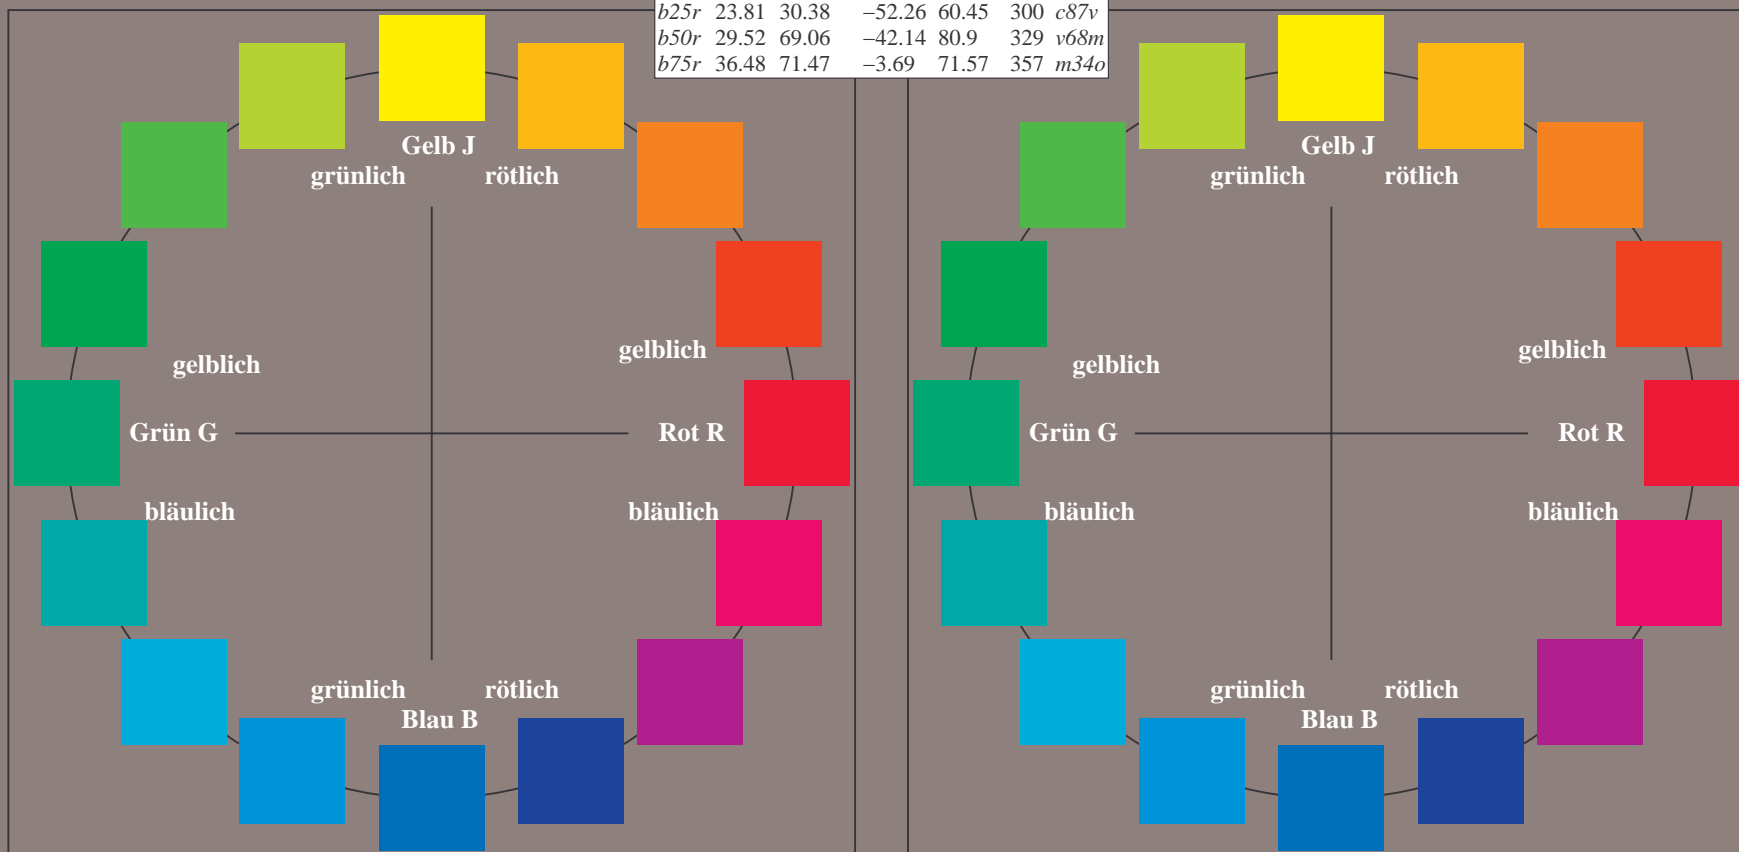 b25r 23.81 30.38 −52.26 60.45 300 c87v
b50r 29.52 69.06 −42.14 80.9 329 v68m
b75r 36.48 71.47 −3.69 71.57 357 m34o
Gelb J
grünlich rötlich
gelblich
gelblich
Grün G
Rot R
bläulich
bläulich
grünlich rötlich
Blau B
Gelb J
grünlich rötlich
gelblich
gelblich
Grün G
Rot R
bläulich
bläulich
grünlich rötlich
Blau B